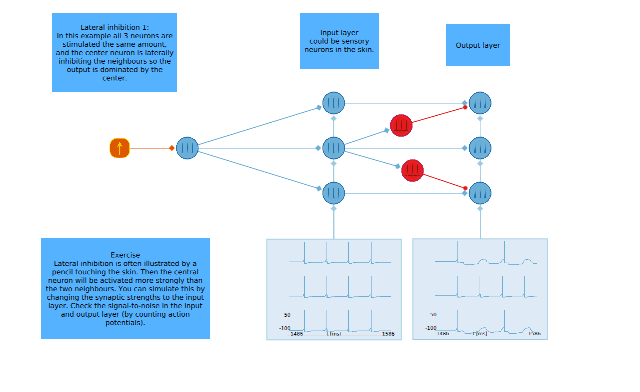 Lateral inhibition 1:
In this example all 3 neurons are
stimulated the same amount,
and the center neuron is laterally
inhibiting the neighbours so the
output is dominated by the
center.
Input layer
could be sensory
neurons in the skin.
Output layer
Exercise
Lateral inhibition is often illustrated by a
pencil touching the skin. Then the central
neuron will be activated more strongly than
the two neighbours. You can simulate this by
changing the synaptic strengths to the input
layer. Check the signal-to-noise in the input
and output layer (by counting action
potentials).
50
-100
1486 t [ms] 1586
50
-100
1486 t [ms] 1586